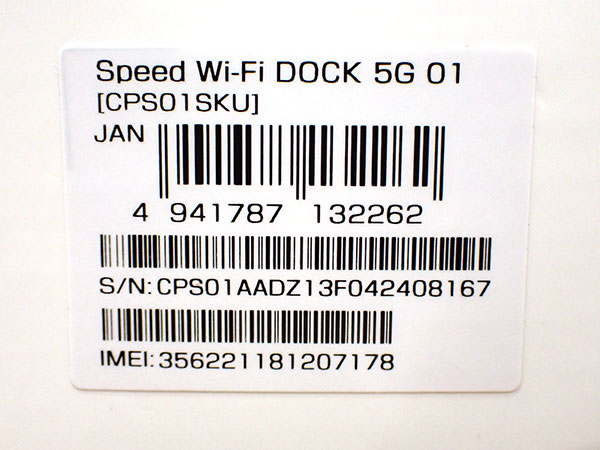 Speed Wi-Fi DOCK 5G 01
[CPS01SKU]
JAN
4 941787 132262
S/N: CPS01AADZ13F042408167
IMEI: 356221181207178